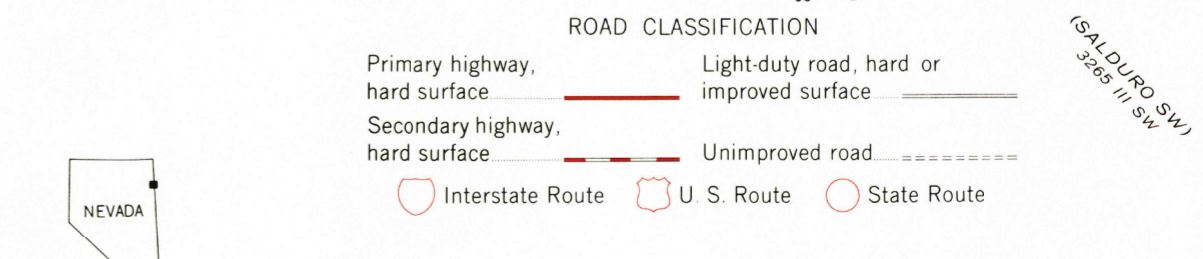 ROAD CLASSIFICATION
Primary highway,
hard surface
Light-duty road, hard or
improved surface
Secondary highway,
hard surface
Unimproved road
Interstate Route
U. S. Route
State Route
(SALDURO SW)
3265 III SW
NEVADA